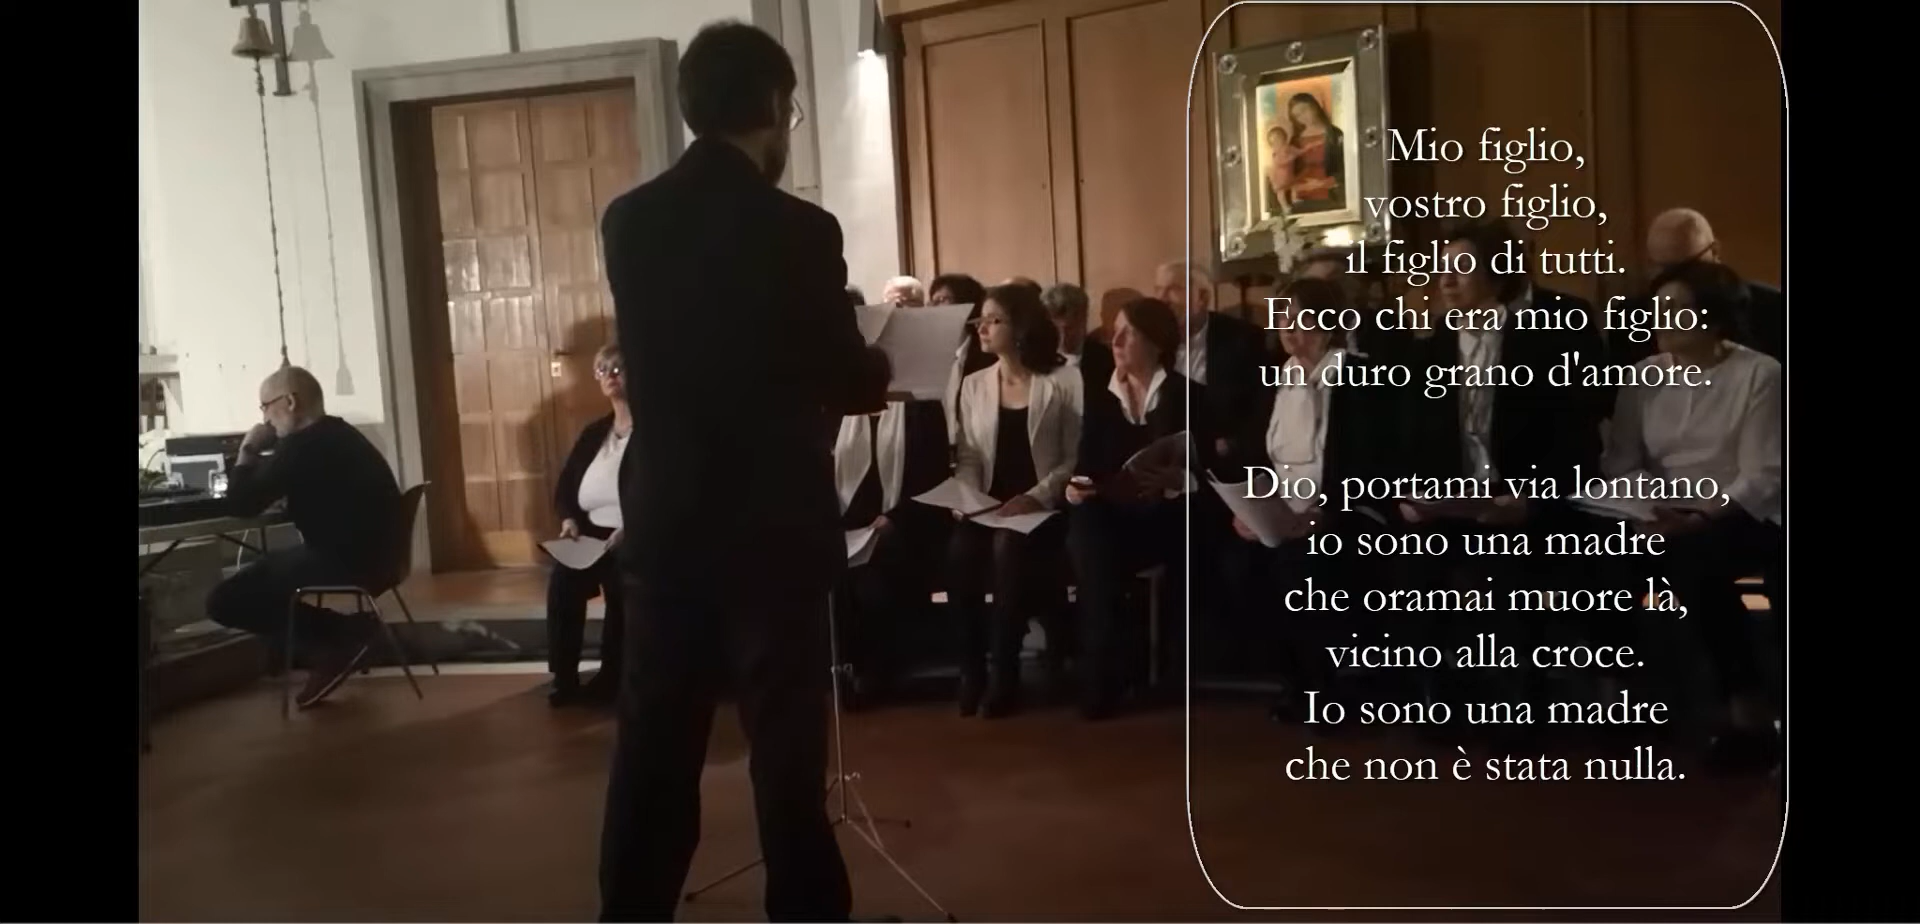 Mio figlio,
vostro figlio,
il figlio di tutti.
Ecco chi era mio figlio:
un duro grano d'amore.
Dio, portami via lontano,
io sono una madre
che oramai muore là,
vicino alla croce.
Io sono una madre
che non è stata nulla.